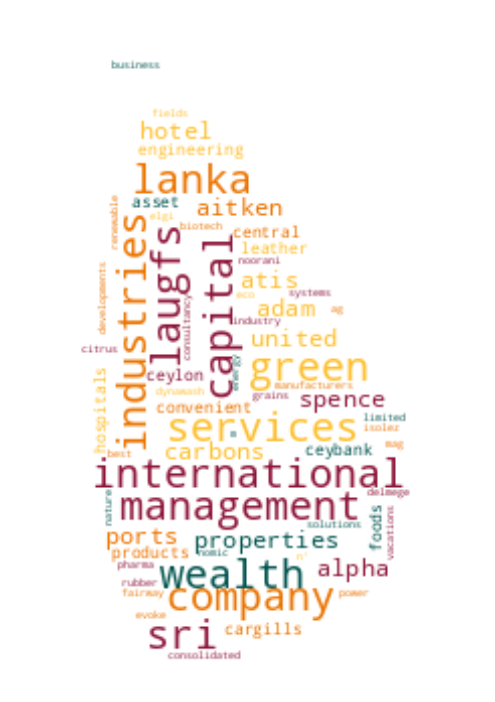 business
fields
hotel
engineering
lanka
asset
aitken
renewable
elgi
biotech
industries
laugfs
capital
central
leather
noorani
developments
atis
eco
systems
consultancy
adam
ag
industry
united
citrus
ceylon
energy
green
hospitals
dynawash
manufacturers
grains
spence
convenient
services
limited
isolez
carbons
ceybank
mag
best
international
nature
management
delmege
solutions
foods
vacations
ports
properties
products
nomic
n'
pharma
wealth
alpha
rubber
fairway
company
power
evoke
sri
cargills
consolidated